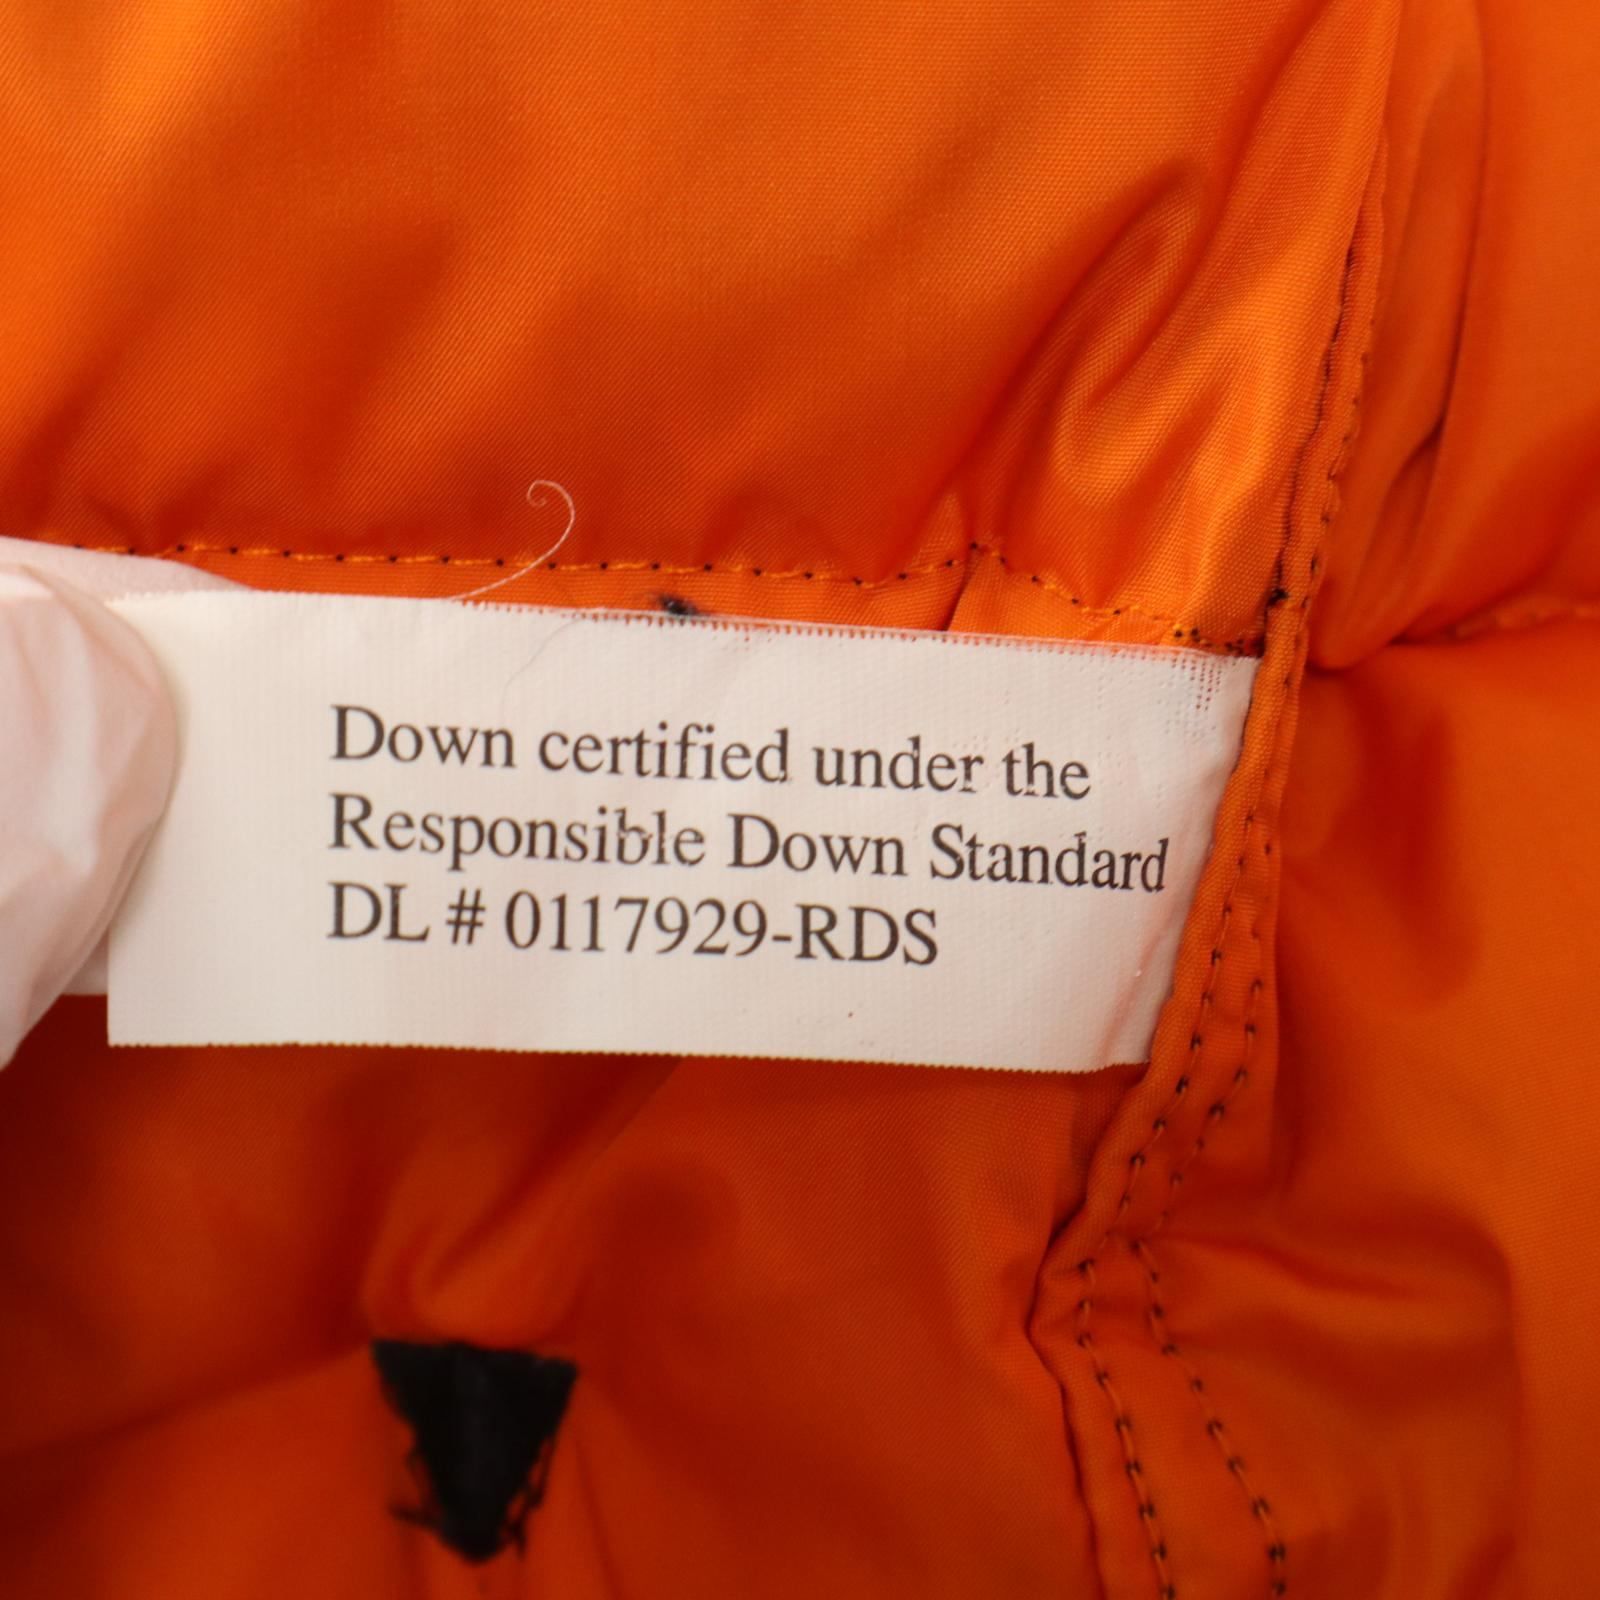 Down certified under the
Responsible Down Standard
DL # 0117929-RDS